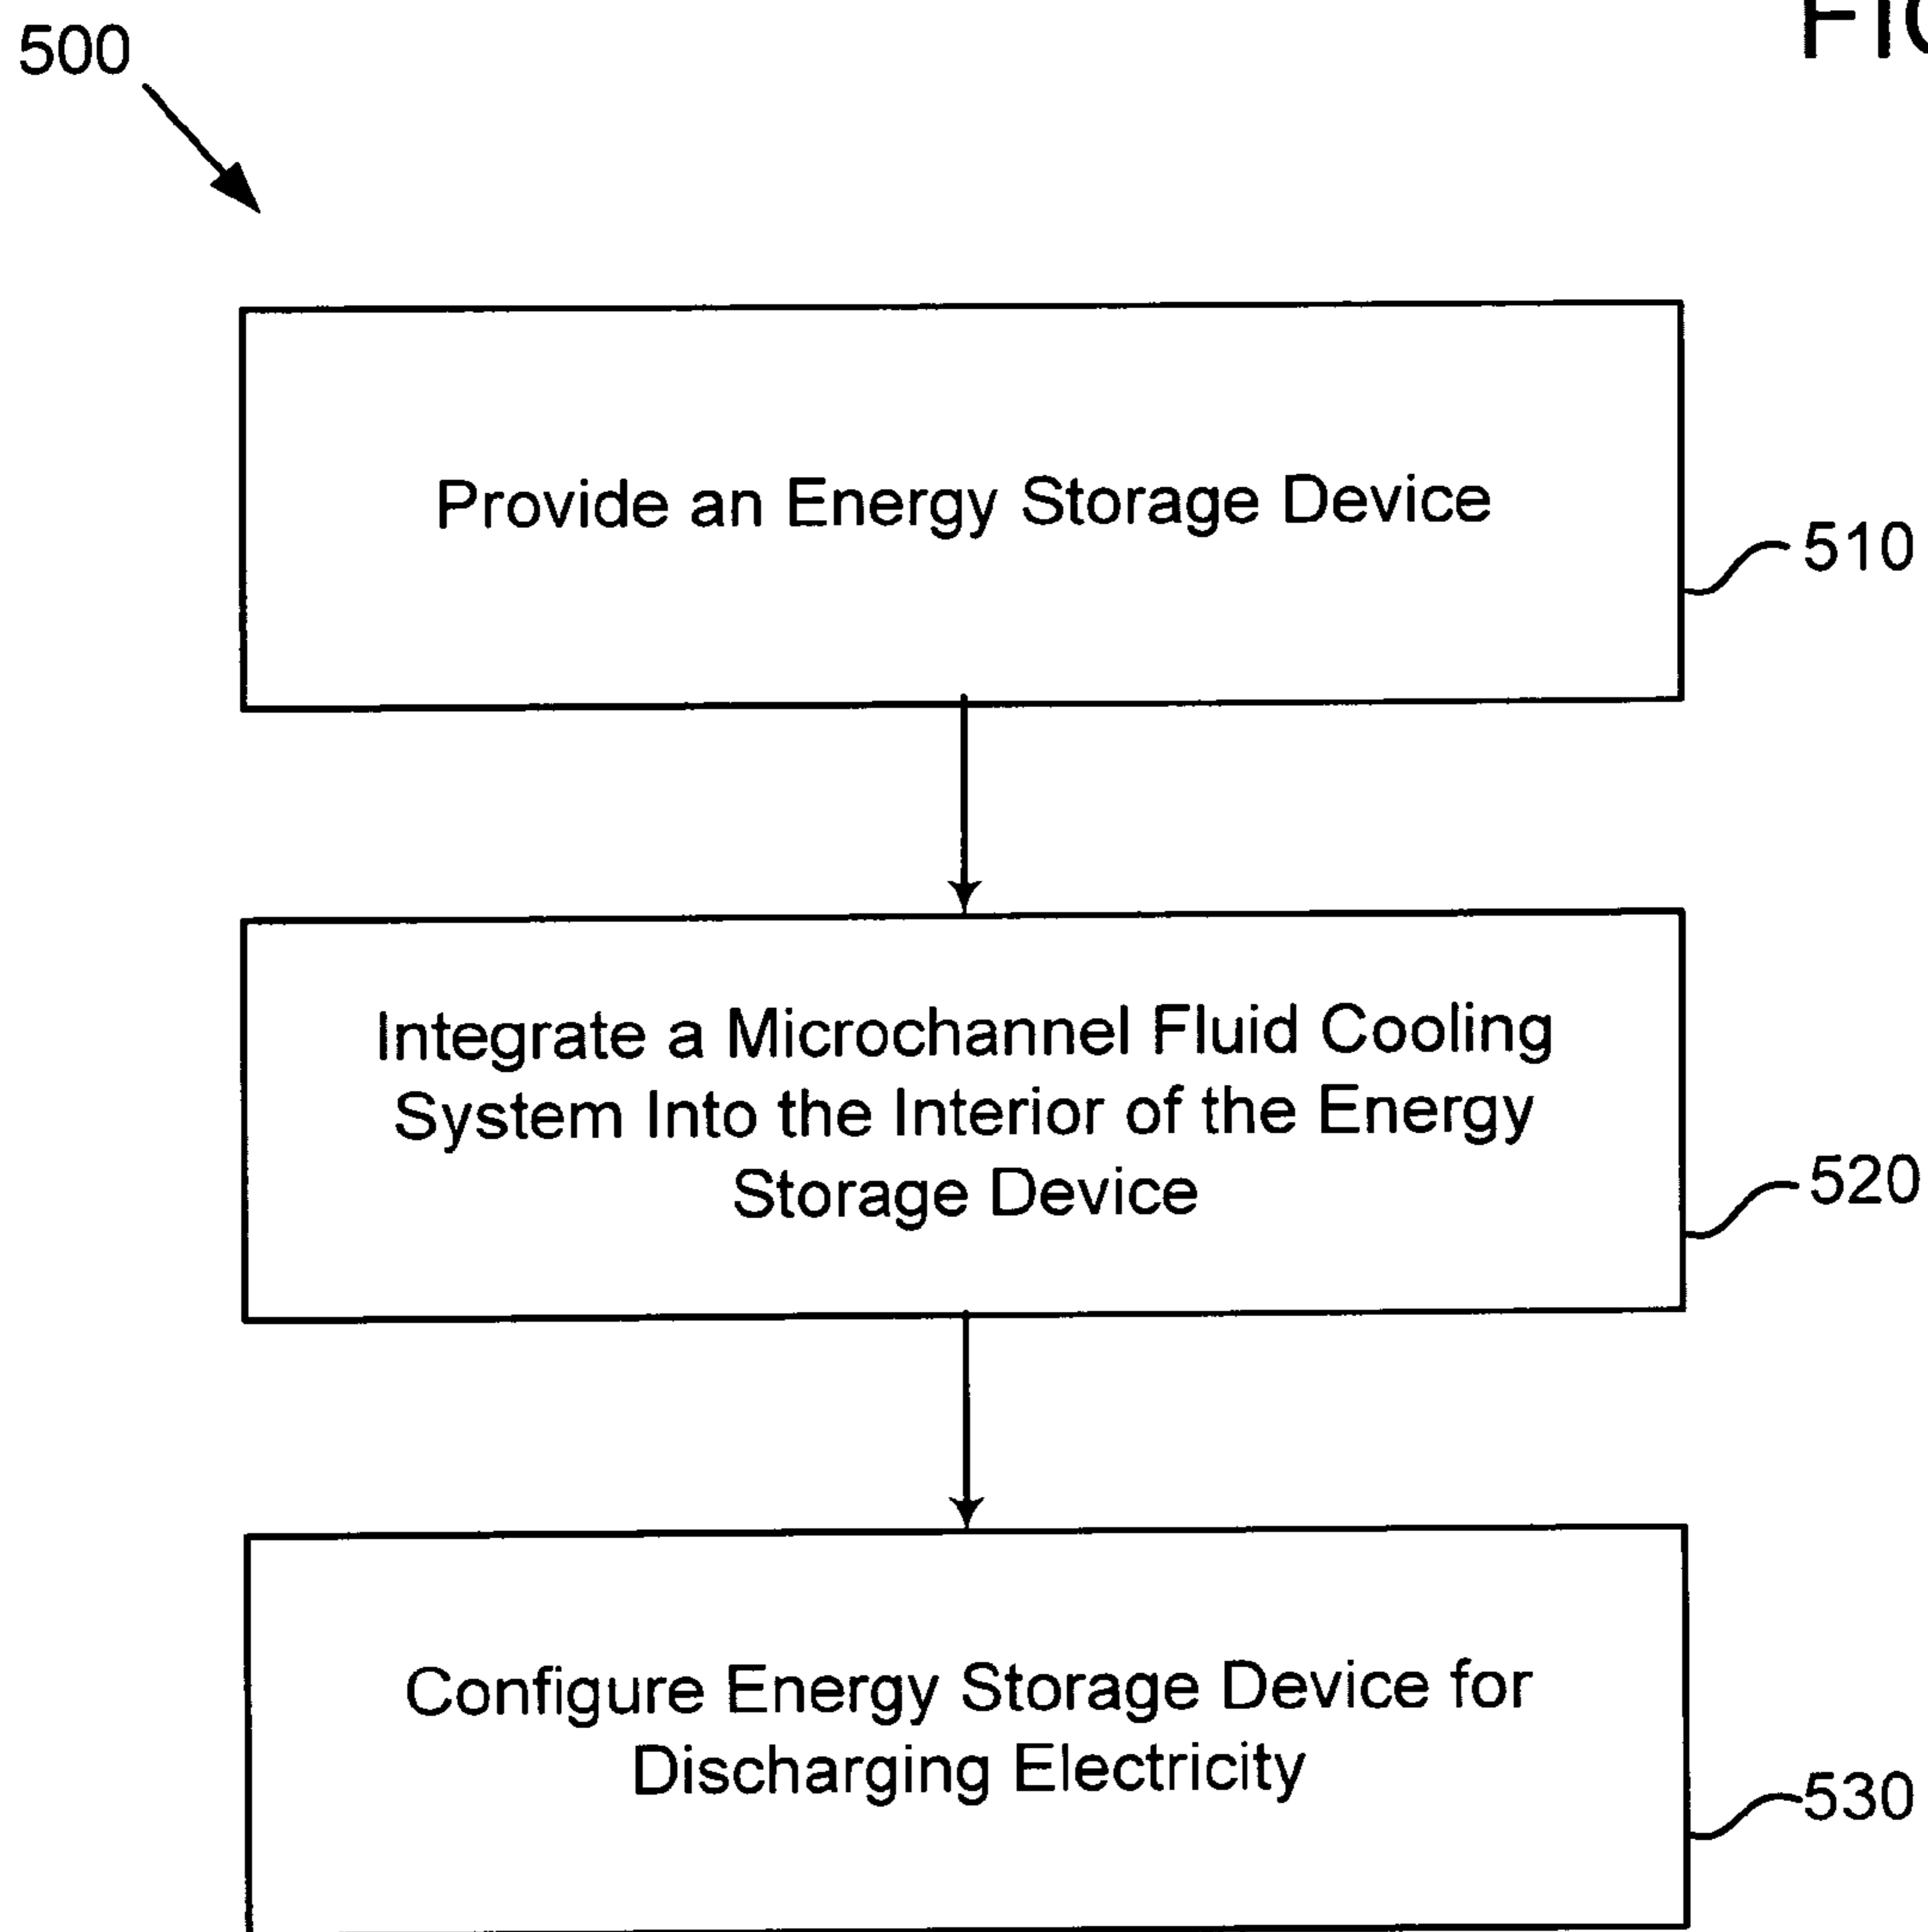 500
Provide an Energy Storage Device
510
Integrate a Microchannel Fluid Cooling
System Into the Interior of the Energy
Storage Device
520
Configure Energy Storage Device for
Discharging Electricity
530